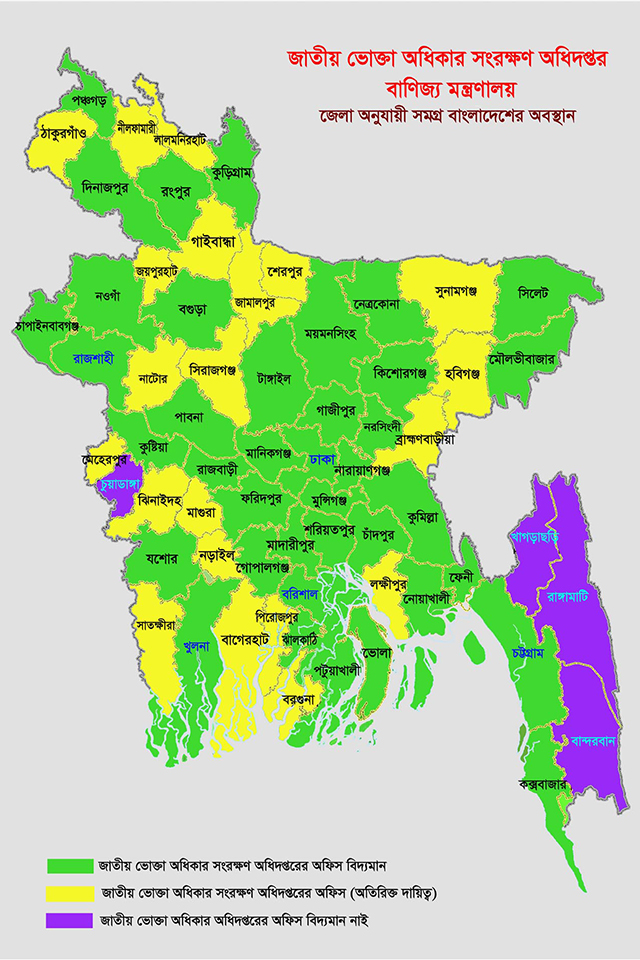 জাতীয় ভোক্তা অধিকার সংরক্ষণ অধিদপ্তর
বাণিজ্য মন্ত্রণালয়
জেলা অনুযায়ী সমগ্র বাংলাদেশের অবস্থান
পঞ্চগড়
ঠাকুরগাঁও
নীলফামারী
লালমনিরহাট
দিনাজপুর
রংপুর
কুড়িগ্রাম
গাইবান্ধা
জয়পুরহাট
শেরপুর
নওগাঁ
বগুড়া
জামালপুর
নেত্রকোনা
সুনামগঞ্জ
সিলেট
চাপাইনবাবগঞ্জ
ময়মনসিংহ
রাজশাহী
নাটোর
সিরাজগঞ্জ
টাঙ্গাইল
কিশোরগঞ্জ
হবিগঞ্জ
মৌলভীবাজার
পাবনা
গাজীপুর
নরসিংদী
ব্রাহ্মণবাড়ীয়া
কুষ্টিয়া
মেহেরপুর
রাজবাড়ী
মানিকগঞ্জ
ঢাকা
নারায়ণগঞ্জ
চুয়াডাঙ্গা
ঝিনাইদহ
মাগুরা
ফরিদপুর
মুন্সিগঞ্জ
কুমিল্লা
শরিয়তপুর
চাঁদপুর
খাগড়াছড়ি
যশোর
নড়াইল
মাদারীপুর
গোপালগঞ্জ
লক্ষীপুর
ফেনী
নোয়াখালী
রাঙ্গামাটি
বরিশাল
পিরোজপুর
সাতক্ষীরা
খুলনা
বাগেরহাট
ঝালকাঠি
ভোলা
চট্টগ্রাম
পটুয়াখালী
বরগুনা
বান্দরবান
কক্সবাজার
জাতীয় ভোক্তা অধিকার সংরক্ষণ অধিদপ্তরের অফিস বিদ্যমান
জাতীয় ভোক্তা অধিকার সংরক্ষণ অধিদপ্তরের অফিস (অতিরিক্ত দায়িত্ব)
জাতীয় ভোক্তা অধিকার অধিদপ্তরের অফিস বিদ্যমান নাই